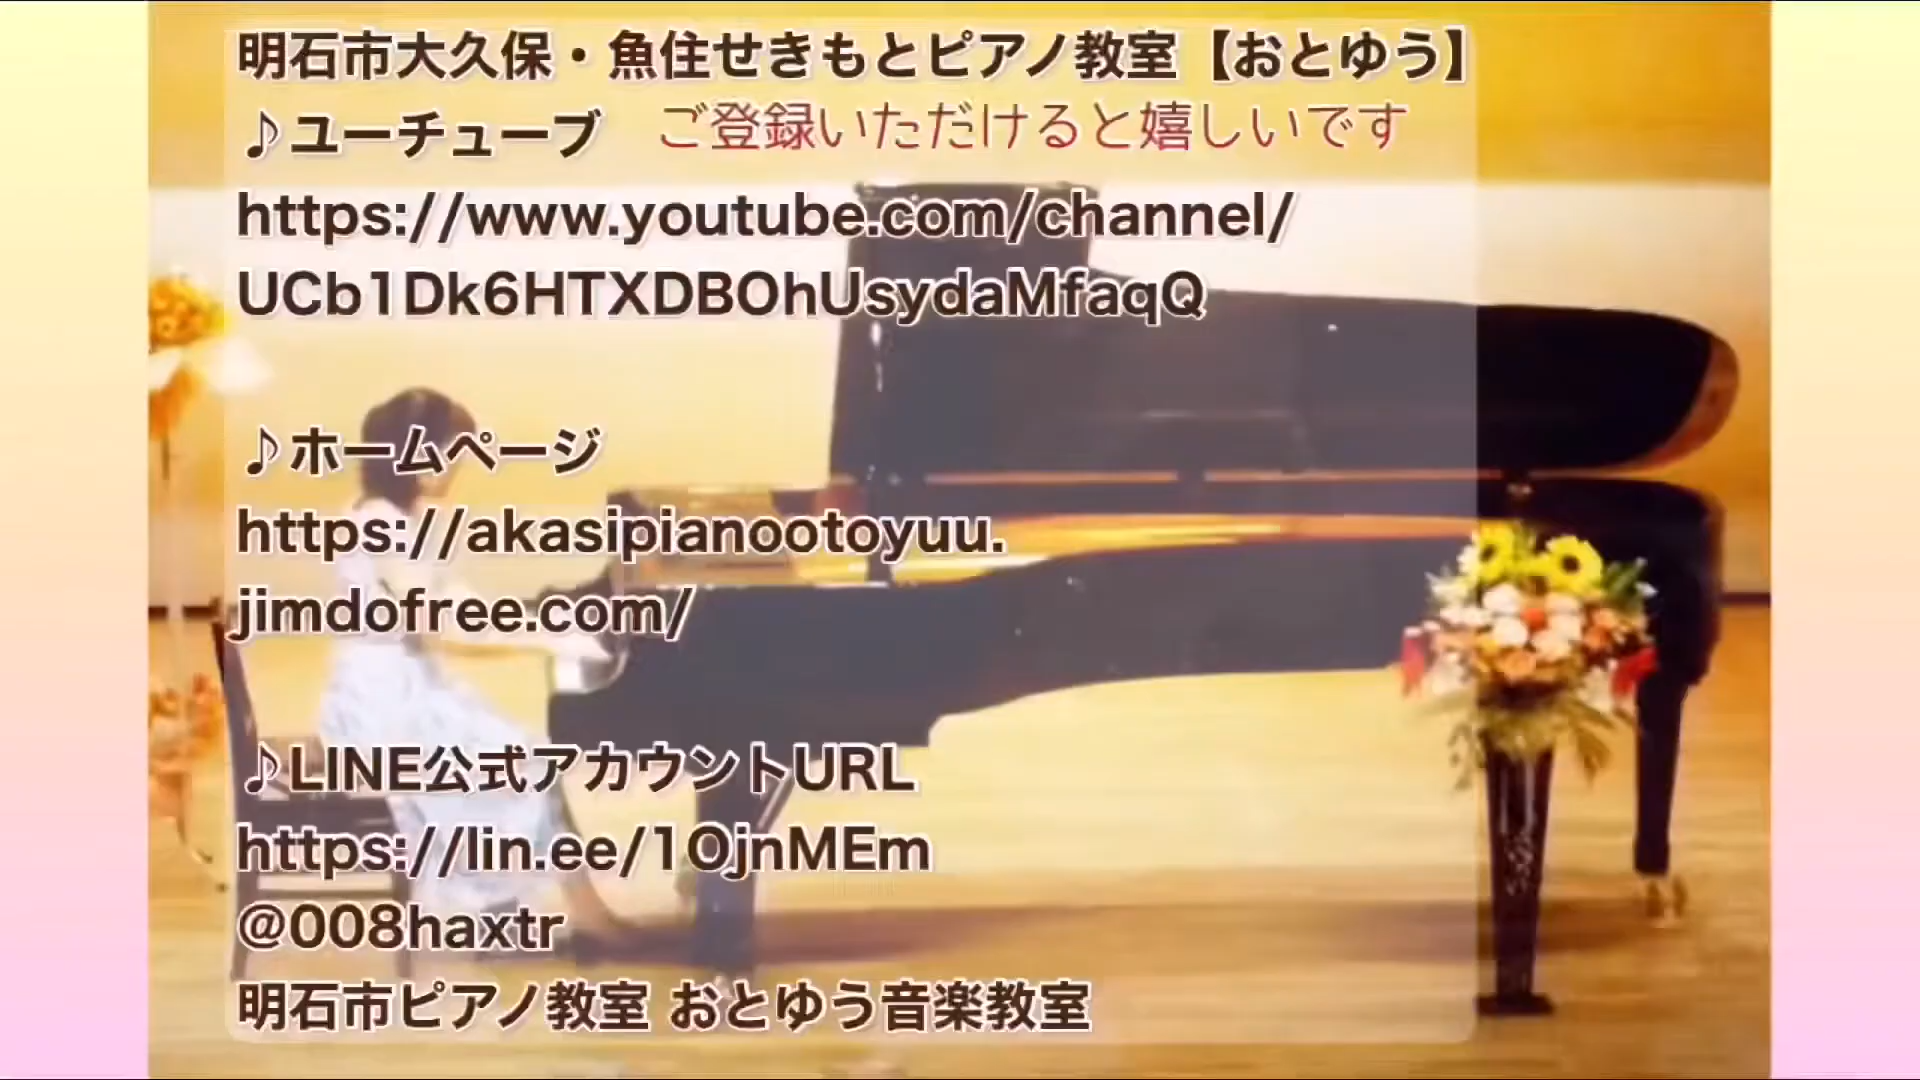 明石市大久保・魚住せきもとピアノ教室【おとゆう】
♪ユーチューブ　ご登録いただけると嬉しいです
https://www.youtube.com/channel/
UCb1Dk6HTXDBOhUsydaMfaqQ
♪ホームページ
https://akasipianootoyuu.
jimdofree.com/
♪LINE公式アカウントURL
https://lin.ee/1OjnMEm
@008haxtr
明石市ピアノ教室 おとゆう音楽教室